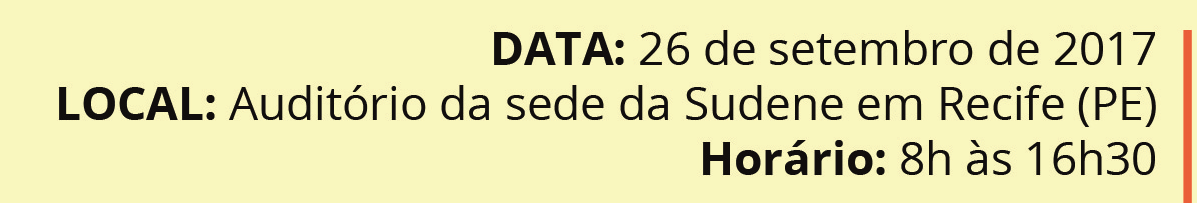 DATA: 26 de setembro de 2017
LOCAL: Auditório da sede da Sudene em Recife (PE)
Horário: 8h às 16h30